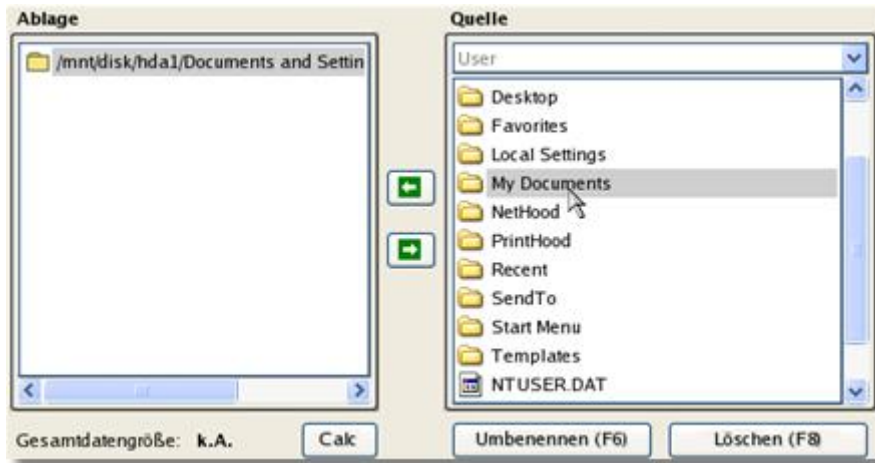 Ablage
/mnt/disk/hda1/Documents and Settin
Gesamtdatengröße: k.A.
Calc
Quelle
User
Desktop
Favorites
Local Settings
My Documents
NetHood
PrintHood
Recent
SendTo
Start Menu
Templates
NTUSER.DAT
Umbenennen (F6)
Löschen (F8)